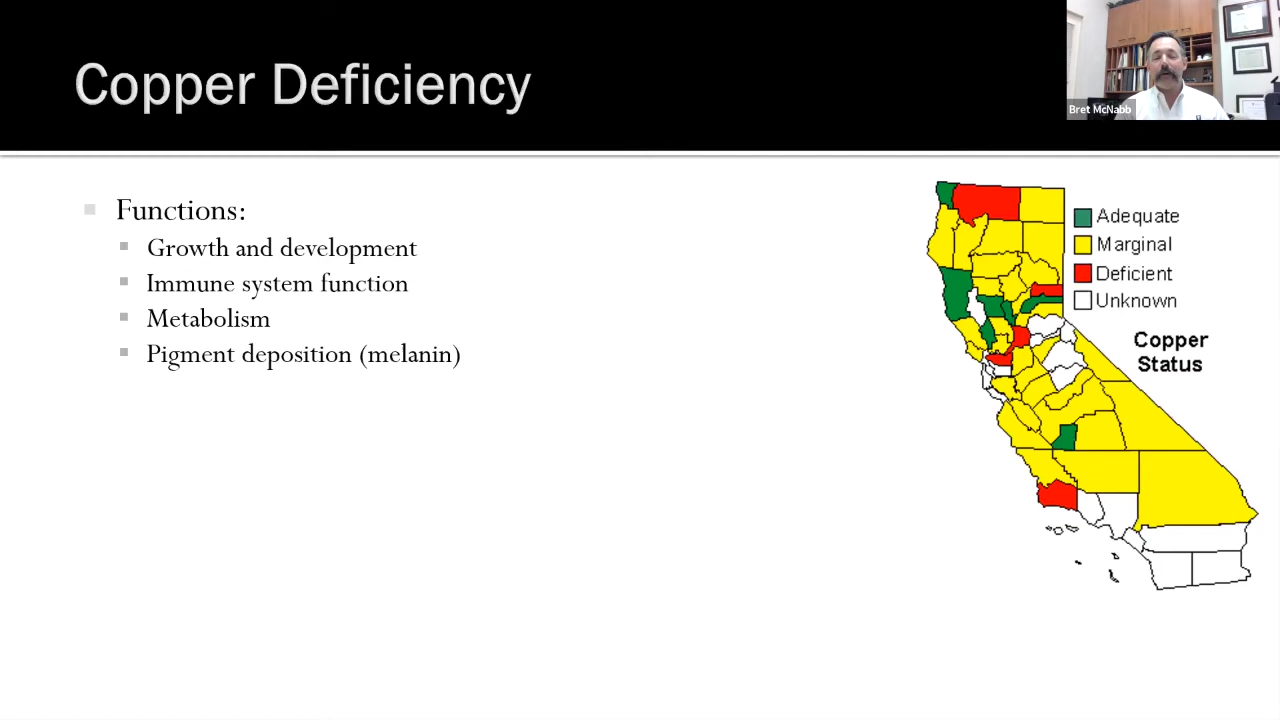 Copper Deficiency
Bret McNabb
Functions:
Growth and development
Immune system function
Metabolism
Pigment deposition (melanin)
Adequate
Marginal
Deficient
Unknown
Copper
Status